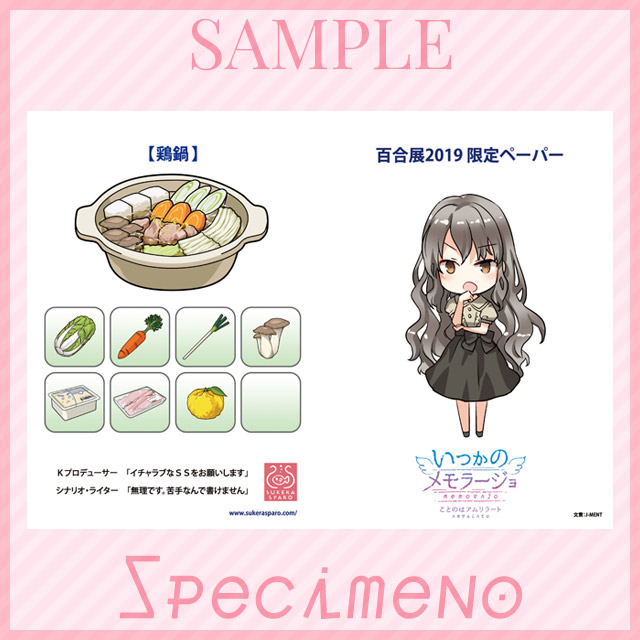 SAMPLE
【鶏鍋】
百合展2019 限定ペーパー
Kプロデューサー 「イチャラブなSSをお願いします」
シナリオ・ライター 「無理です。苦手なんで書けません」
SUKERA
SPARO
www.sukerasparo.com/
いつかの
メモラージョ
memorajo
ことのはアムリラート
文責:J-MENT
Specimeno